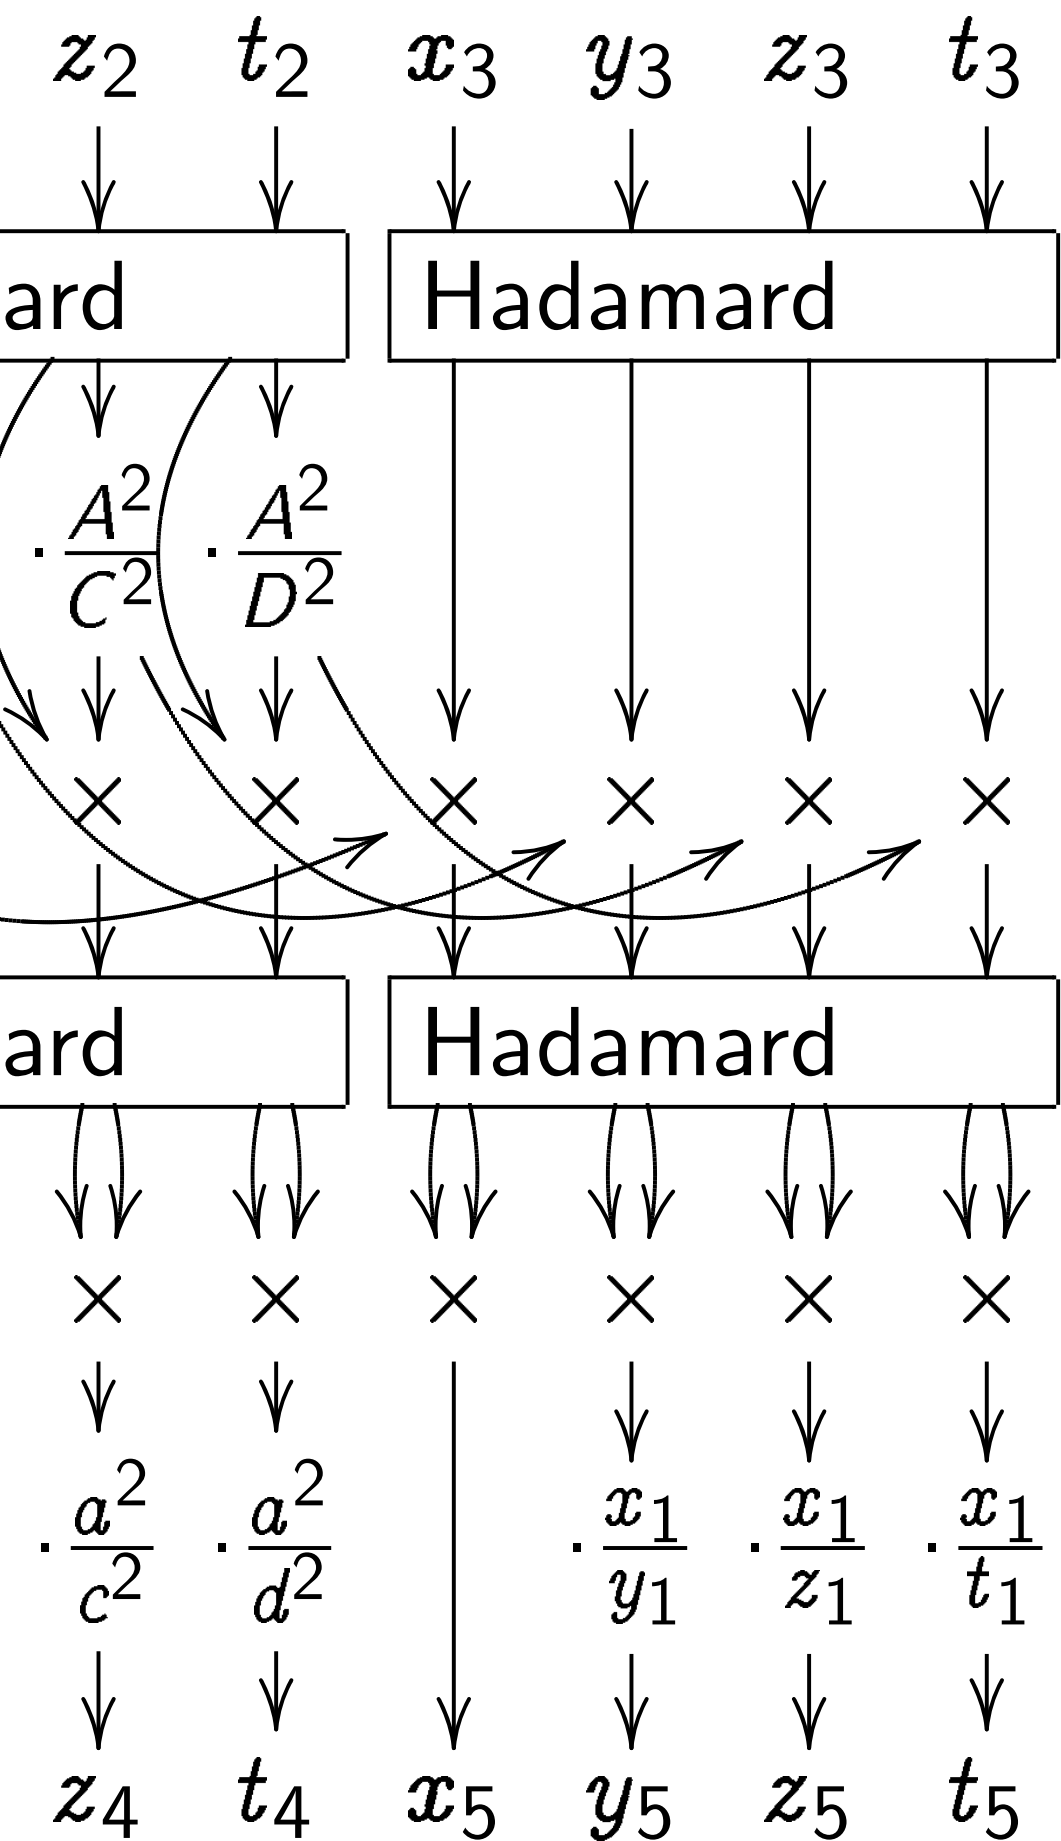 z₂ t₂ x₃ y₃ z₃ t₃
ard Hadamard
· A²/C² · A²/D²
× × × × × ×
ard Hadamard
× × × × × ×
· a²/c² · a²/d² · x₁/y₁ · x₁/z₁ · x₁/t₁
z₄ t₄ x₅ y₅ z₅ t₅